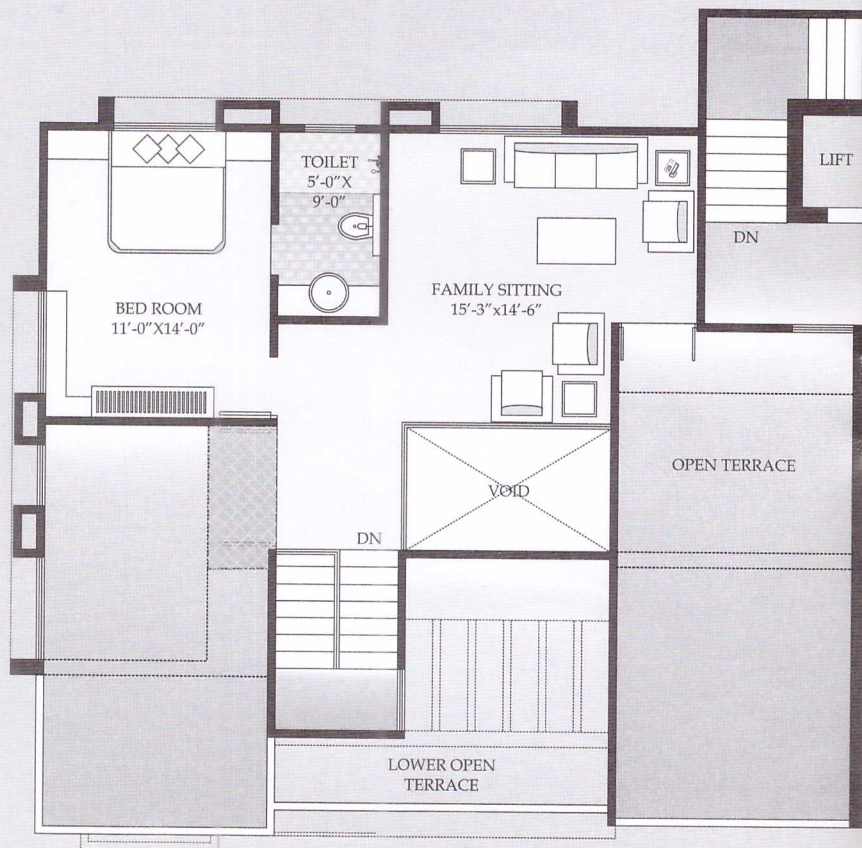 TOILET
5'-0"X
9'-0"
LIFT
DN
BED ROOM
11'-0"X14'-0"
FAMILY SITTING
15'-3"x14'-6"
OPEN TERRACE
VOID
DN
LOWER OPEN
TERRACE